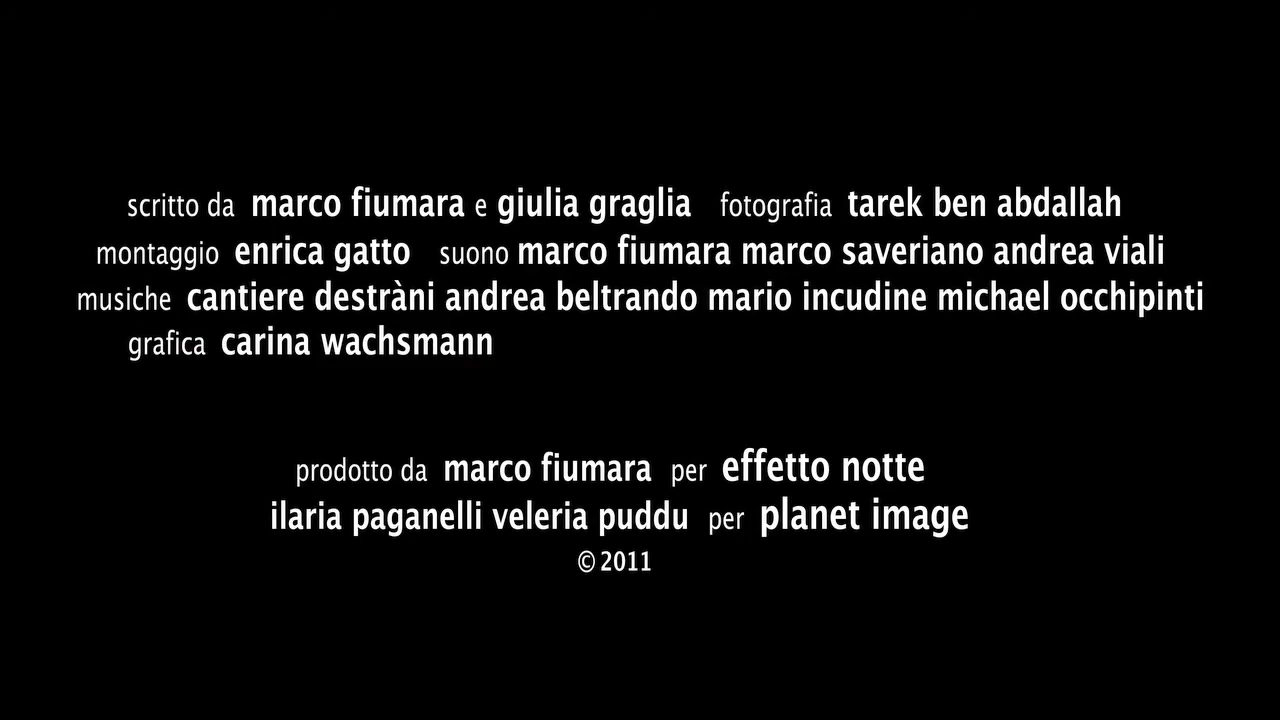 scritto da marco fiumara e giulia graglia fotografia tarek ben abdallah
montaggio enrica gatto suono marco fiumara marco saveriano andrea viali
musiche cantiere destràni andrea beltrando mario incudine michael occhipinti
grafica carina wachsmann
prodotto da marco fiumara per effetto notte
ilaria paganelli veleria puddu per planet image
© 2011